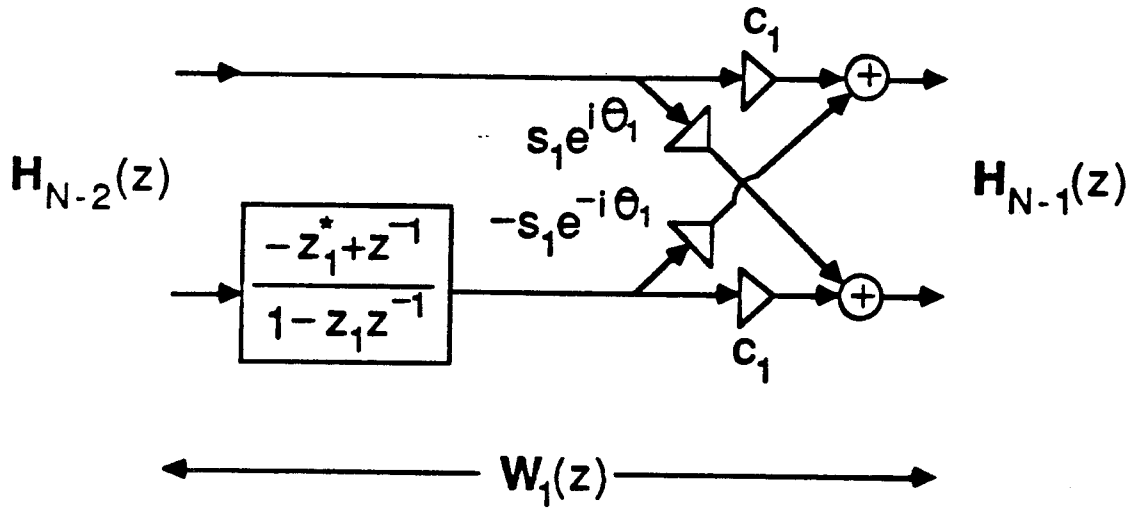 c₁
s₁e^{iθ₁}
H_{N-2}(z)
H_{N-1}(z)
-s₁e^{-iθ₁}
-z₁*+z⁻¹
1-z₁z⁻¹
c₁
W₁(z)